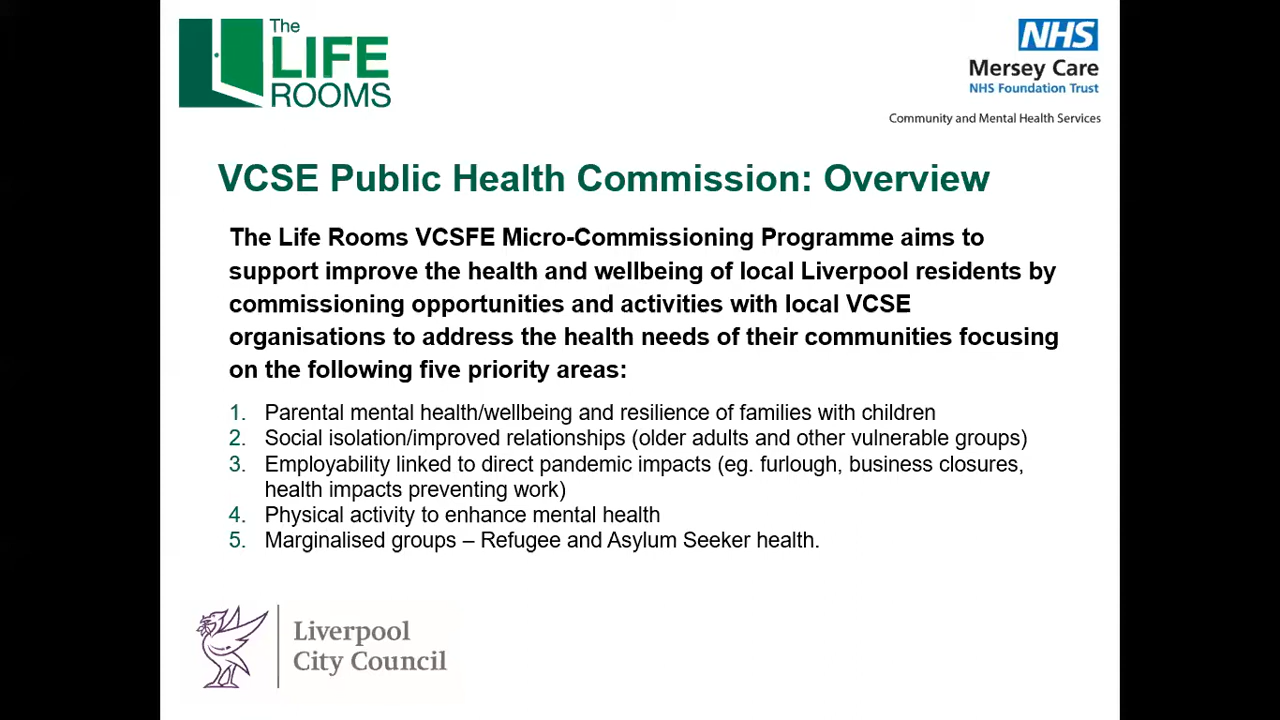 The
LIFE
ROOMS
NHS
Mersey Care
NHS Foundation Trust
Community and Mental Health Services
VCSE Public Health Commission: Overview
The Life Rooms VCSFE Micro-Commissioning Programme aims to
support improve the health and wellbeing of local Liverpool residents by
commissioning opportunities and activities with local VCSE
organisations to address the health needs of their communities focusing
on the following five priority areas:
1. Parental mental health/wellbeing and resilience of families with children
2. Social isolation/improved relationships (older adults and other vulnerable groups)
3. Employability linked to direct pandemic impacts (eg. furlough, business closures,
health impacts preventing work)
4. Physical activity to enhance mental health
5. Marginalised groups – Refugee and Asylum Seeker health.
Liverpool
City Council